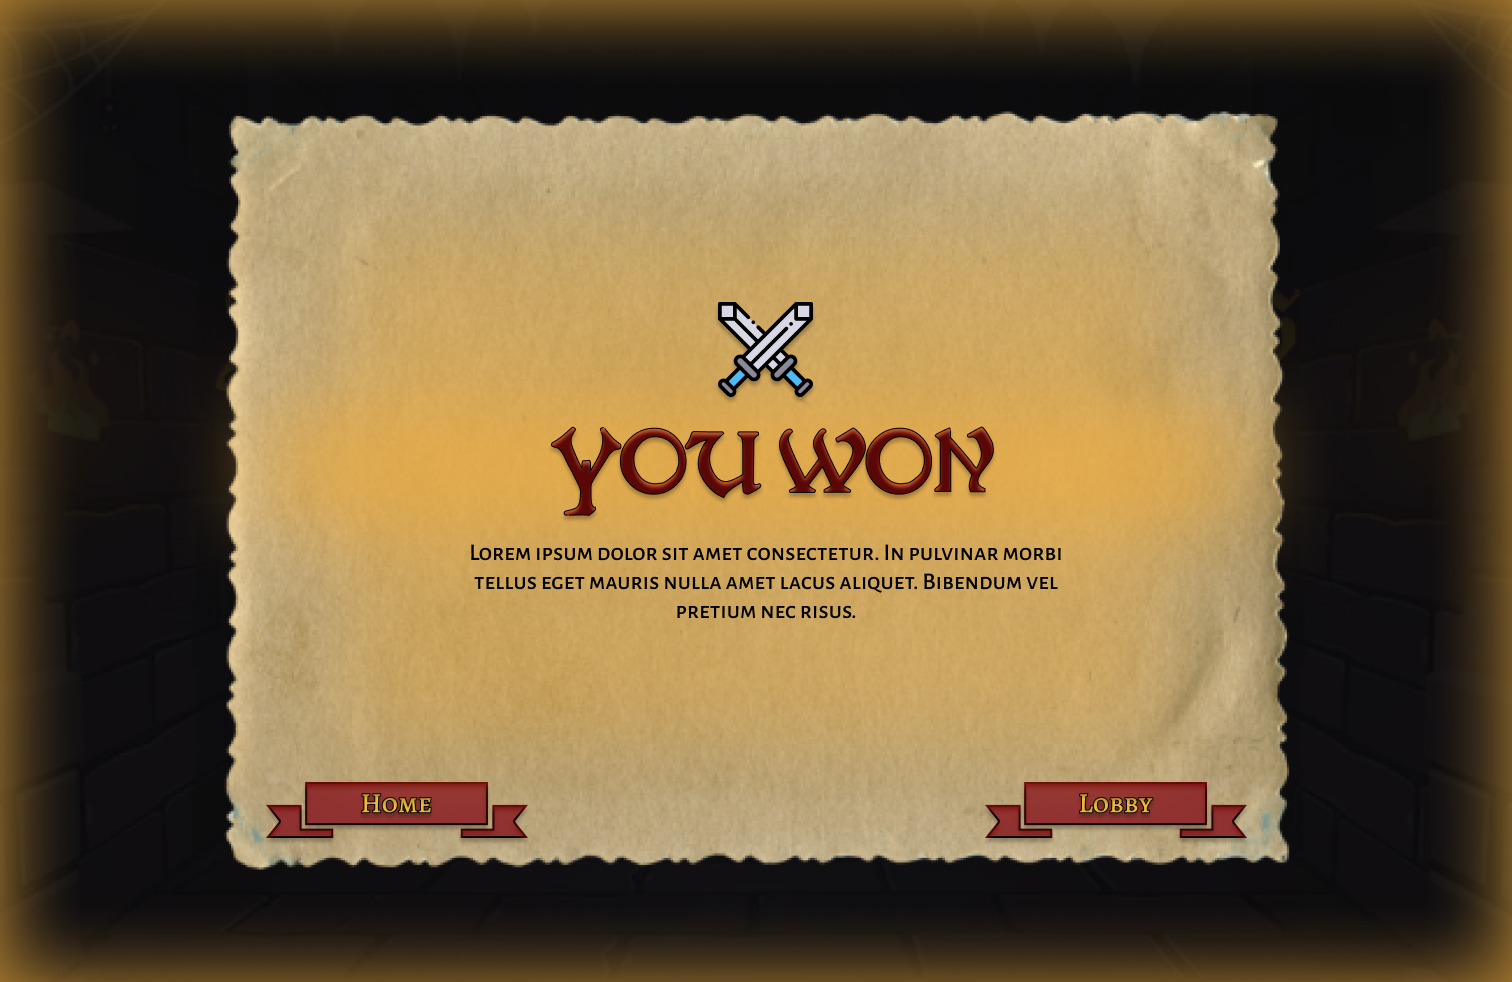 YOU WON
Lorem ipsum dolor sit amet consectetur. In pulvinar morbi
tellus eget mauris nulla amet lacus aliquet. Bibendum vel
pretium nec risus.
Home
Lobby